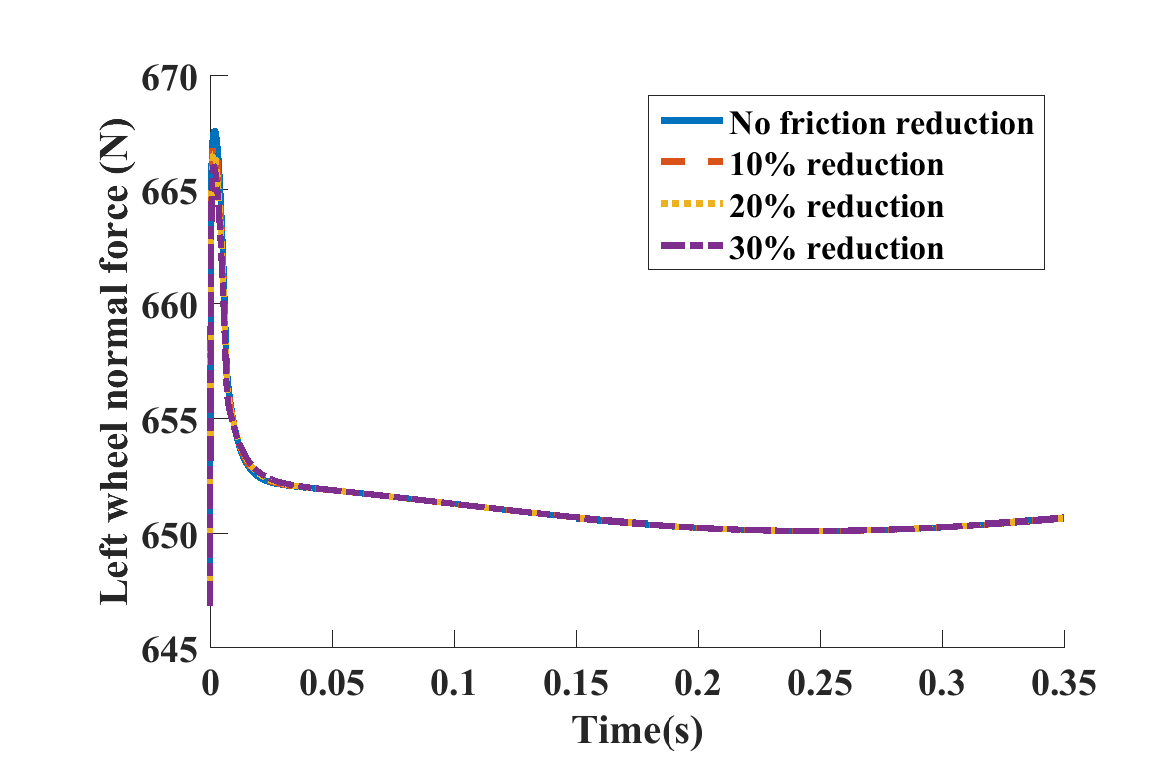 670
665
660
655
650
645
Left wheel normal force (N)
No friction reduction
10% reduction
20% reduction
30% reduction
0
0.05
0.1
0.15
0.2
0.25
0.3
0.35
Time(s)